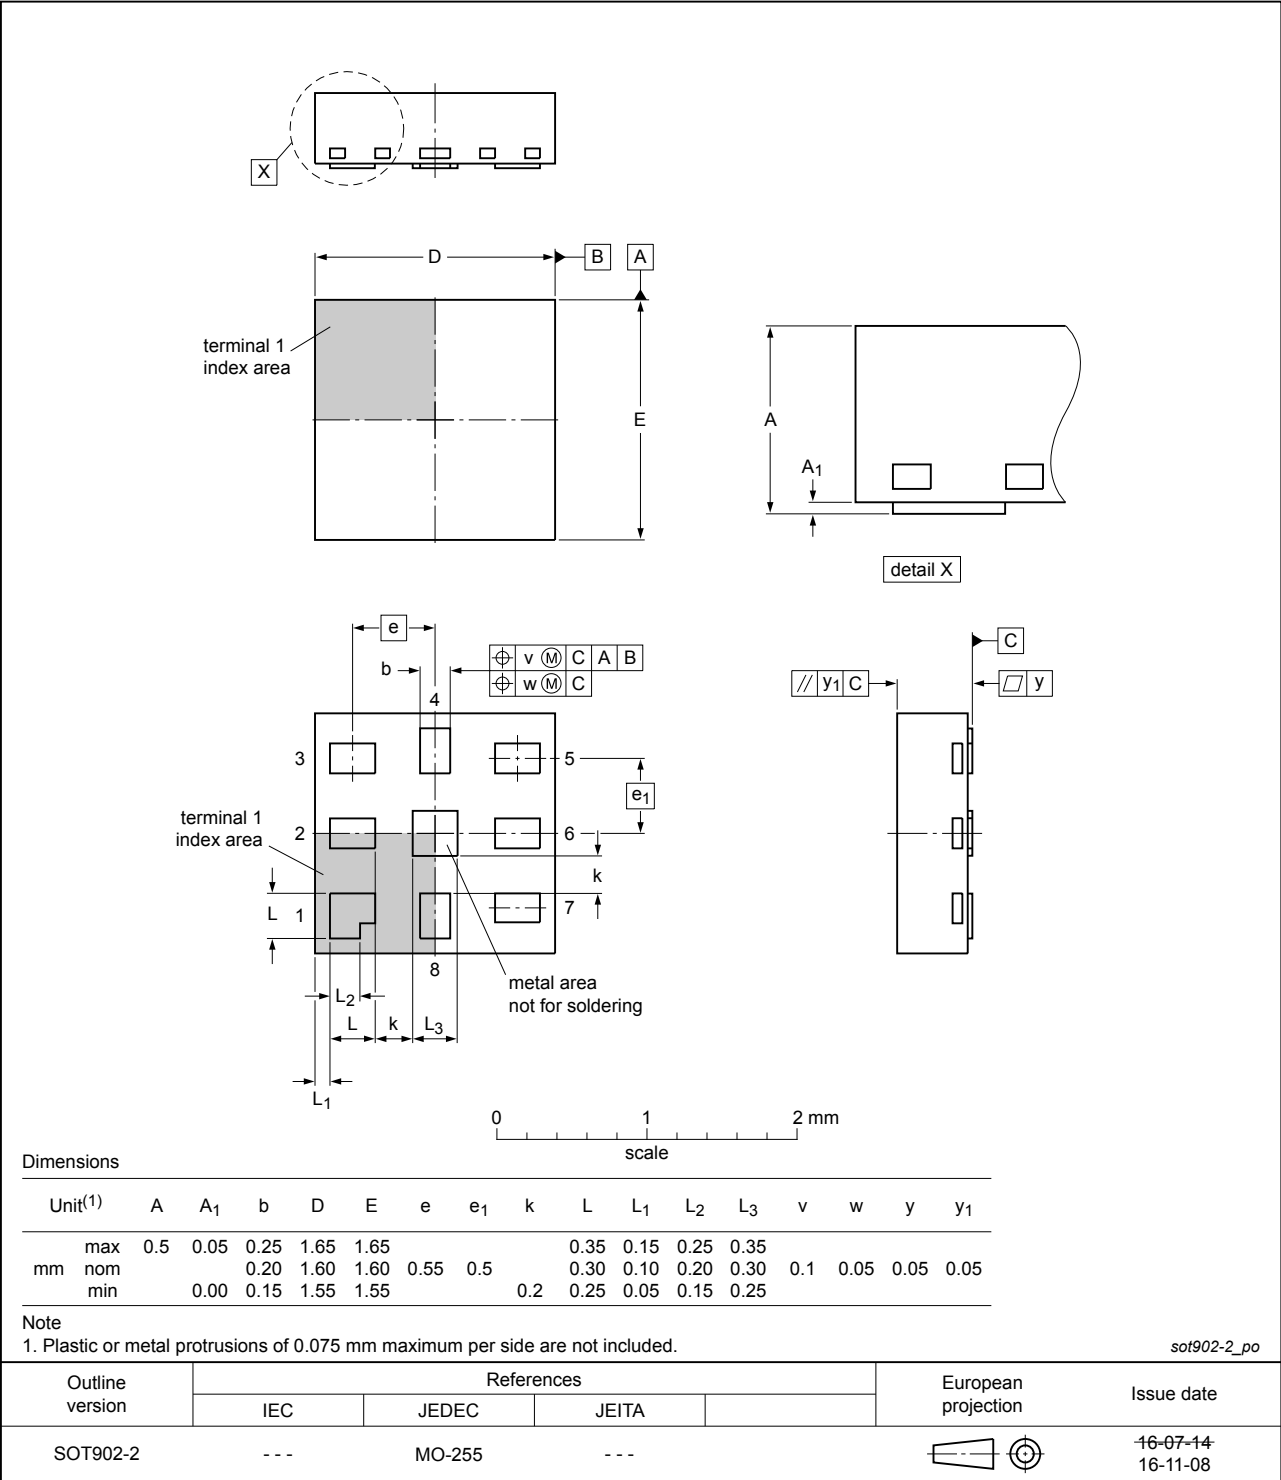 X
D
B
A
terminal 1
index area
E
A
A1
detail X
e
b
v M C A B
w M C
4
C
y1 C
y
3
5
e1
terminal 1
index area
2
6
k
L
1
7
8
metal area
not for soldering
L2
L
k
L3
L1
0 1 2 mm
scale
Dimensions
Unit(1) A A1 b D E e e1 k L L1 L2 L3 v w y y1
max 0.5 0.05 0.25 1.65 1.65 0.35 0.15 0.25 0.35
mm nom 0.20 1.60 1.60 0.55 0.5 0.30 0.10 0.20 0.30 0.1 0.05 0.05 0.05
min 0.00 0.15 1.55 1.55 0.2 0.25 0.05 0.15 0.25
Note
1. Plastic or metal protrusions of 0.075 mm maximum per side are not included.
sot902-2_po
Outline
version
References
IEC JEDEC JEITA
European
projection
Issue date
SOT902-2 - - - MO-255 - - -
16-07-14
16-11-08